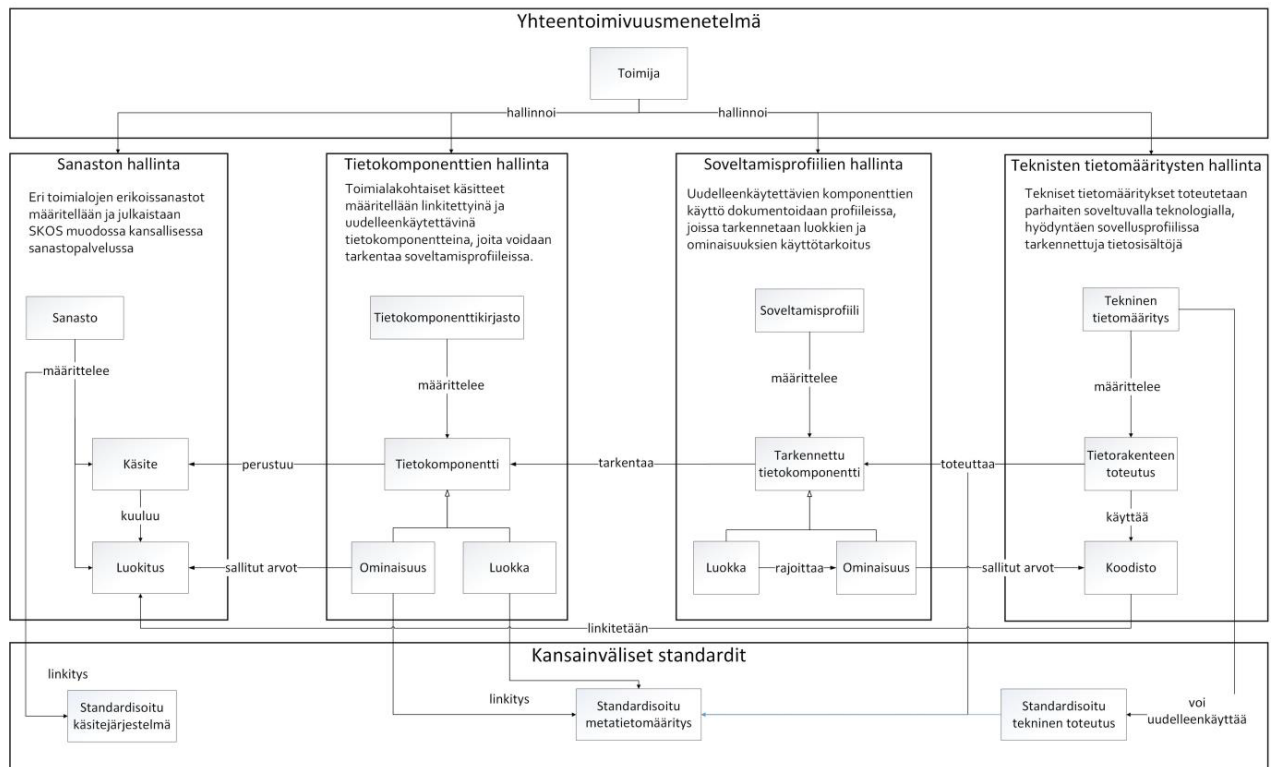 Yhteentoimivuusmenetelmä
Toimija
hallinnoi
hallinnoi
Sanaston hallinta
Eri toimialojen erikoissanastot
määritellään ja julkaistaan
SKOS muodossa kansallisessa
sanastopalvelussa
Sanasto
määrittelee
Käsite
kuuluu
Luokitus
Tietokomponenttien hallinta
Toimialakohtaiset käsitteet
määritellään linkitettyinä ja
uudelleenkäytettävinä
tietokomponentteina, joita voidaan
tarkentaa soveltamisprofiileissa.
Tietokomponenttikirjasto
määrittelee
perustuu
Tietokomponentti
sallitut arvot
Ominaisuus
Luokka
Soveltamisprofiilien hallinta
Uudelleenkäytettävien komponenttien
käyttö dokumentoidaan profiileissa,
joissa tarkennetaan luokkien ja
ominaisuuksien käyttötarkoitus
Soveltamisprofiili
määrittelee
tarkentaa
Tarkennettu
tietokomponentti
Luokka
rajoittaa
Ominaisuus
Teknisten tietomääritysten hallinta
Tekniset tietomääritykset toteutetaan
parhaiten soveltuvalla teknologialla,
hyödyntäen sovellusprofiilissa
tarkennettuja tietosisältöjä
Tekninen
tietomääritys
määrittelee
toteuttaa
Tietorakenteen
toteutus
käyttää
sallitut arvot
Koodisto
linkitetään
Kansainväliset standardit
linkitys
Standardisoitu
käsitejärjestelmä
linkitys
Standardisoitu
metatietomääritys
Standardisoitu
tekninen toteutus
voi
uudelleenkäyttää